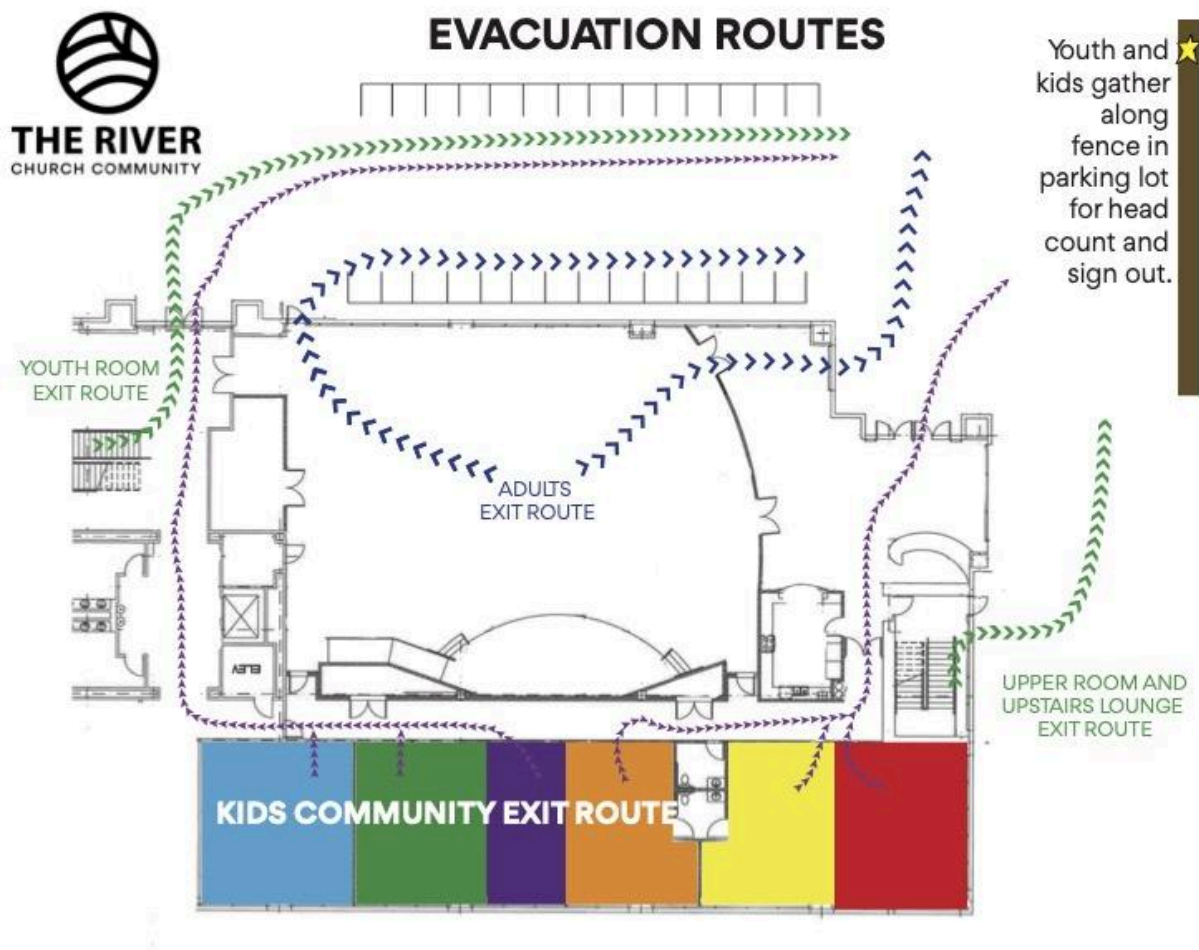 EVACUATION ROUTES
THE RIVER
CHURCH COMMUNITY
Youth and
kids gather
along
fence in
parking lot
for head
count and
sign out.
YOUTH ROOM
EXIT ROUTE
ADULTS
EXIT ROUTE
ELEV
UPPER ROOM AND
UPSTAIRS LOUNGE
EXIT ROUTE
KIDS COMMUNITY EXIT ROUTE